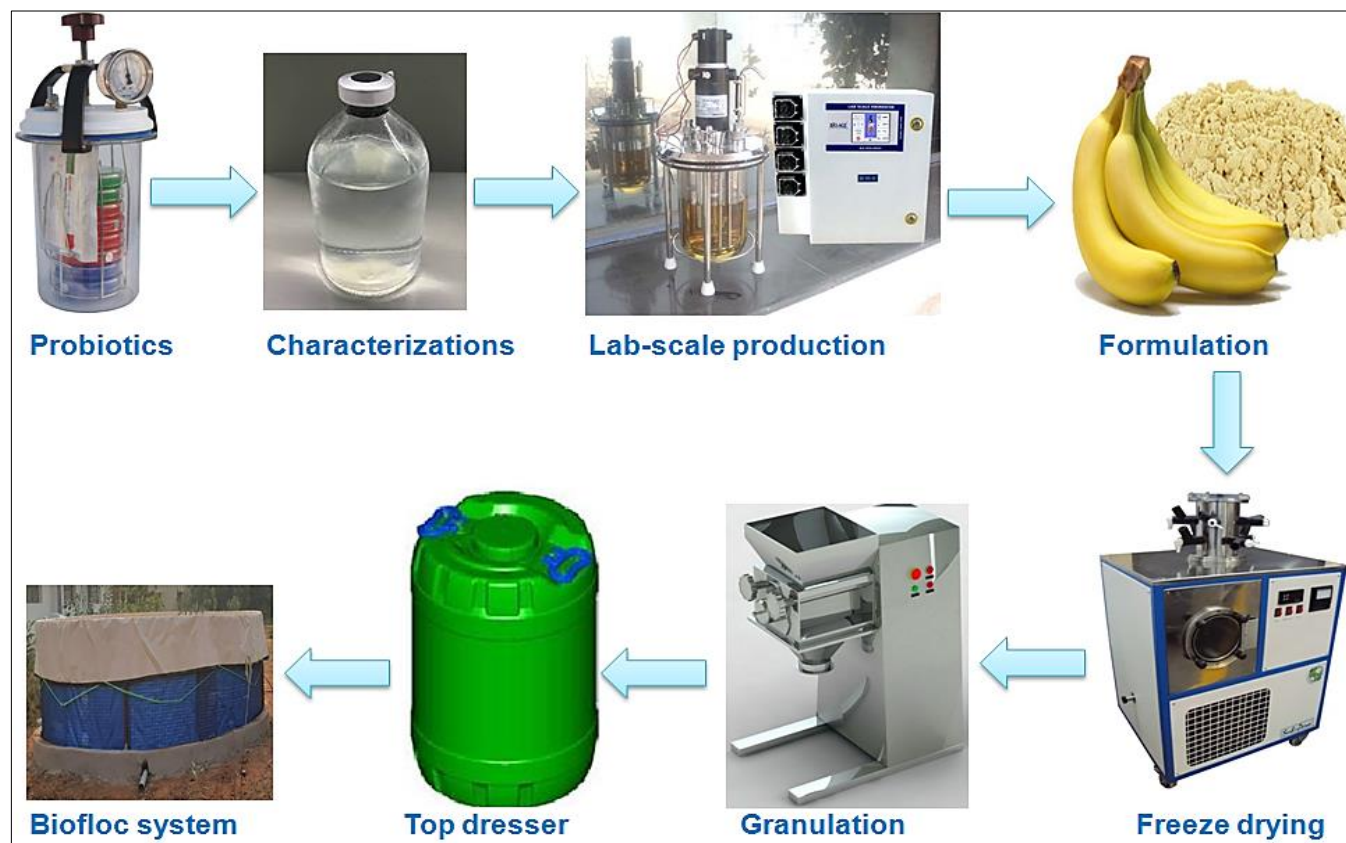 Probiotics
Characterizations
Lab-scale production
Formulation
Biofloc system
Top dresser
Granulation
Freeze drying